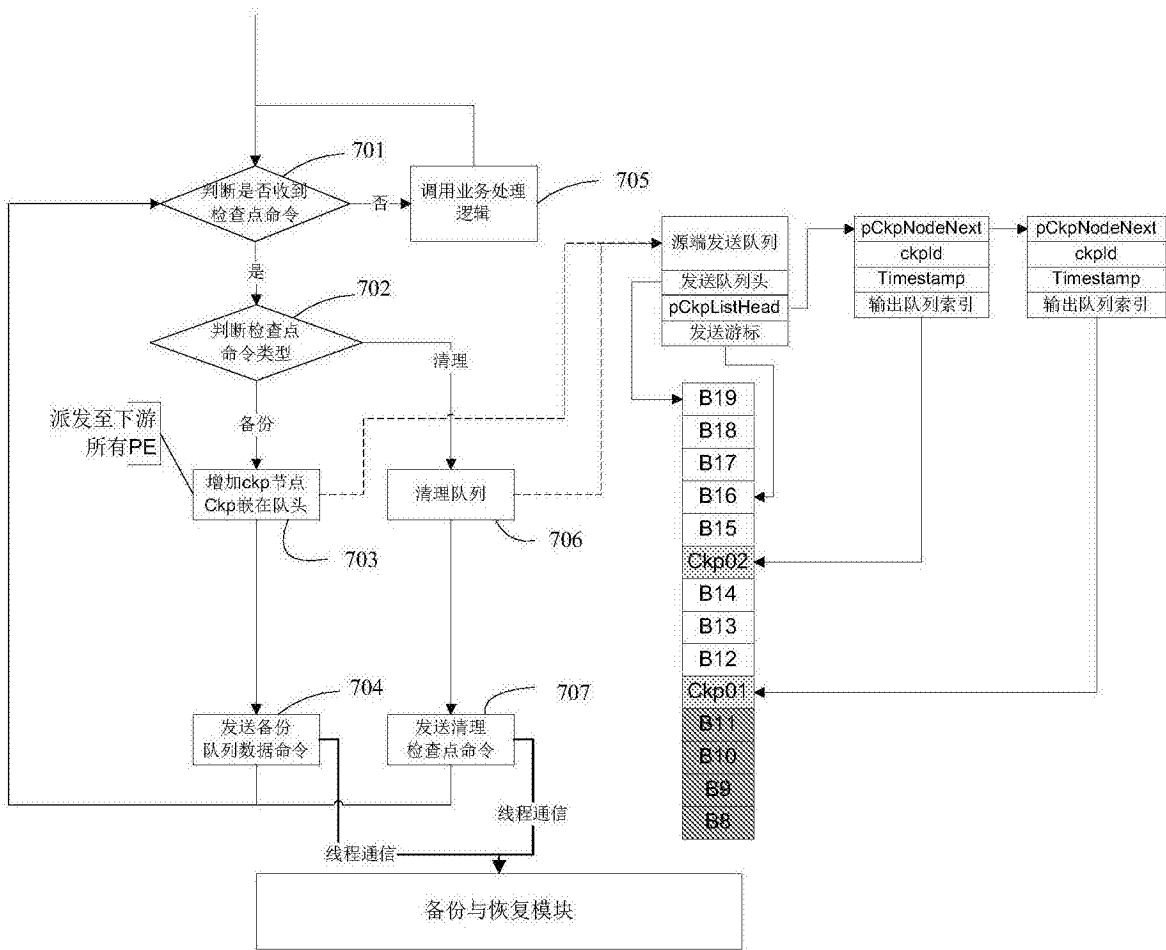 701
判断是否收到
检查点命令
否
调用业务处理
逻辑
705
是
702
判断检查点
命令类型
清理
备份
派发至下游
所有PE
增加ckp节点
Ckp嵌在队头
703
清理队列
706
704
发送备份
队列数据命令
707
发送清理
检查点命令
线程通信
线程通信
备份与恢复模块
源端发送队列
发送队列头
pCkpListHead
发送游标
pCkpNodeNext
ckpId
Timestamp
输出队列索引
pCkpNodeNext
ckpId
Timestamp
输出队列索引
B19
B18
B17
B16
B15
Ckp02
B14
B13
B12
Ckp01
B11
B10
B9
B8